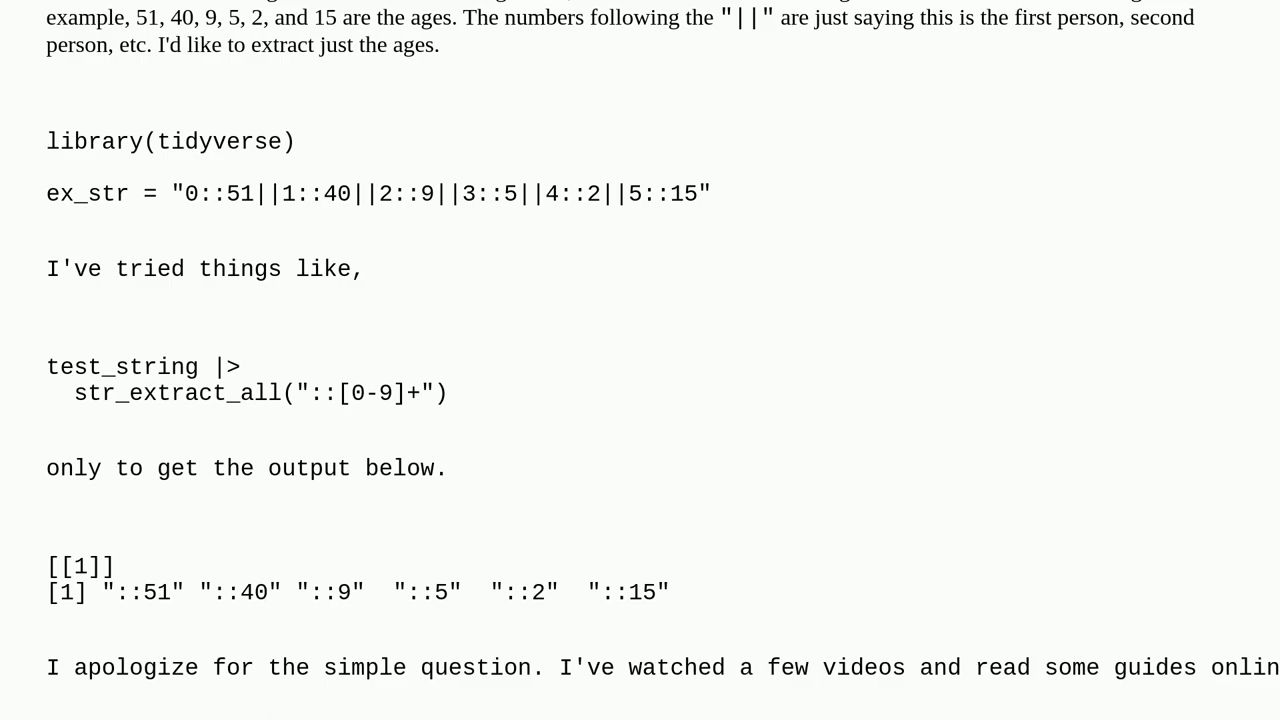 example, 51, 40, 9, 5, 2, and 15 are the ages. The numbers following the "||" are just saying this is the first person, second
person, etc. I'd like to extract just the ages.
library(tidyverse)
ex_str = "0::51||1::40||2::9||3::5||4::2||5::15"
I've tried things like,
test_string |>
  str_extract_all("::[0-9]+")
only to get the output below.
[[1]]
[1] "::51" "::40" "::9"  "::5"  "::2"  "::15"
I apologize for the simple question. I've watched a few videos and read some guides onlin